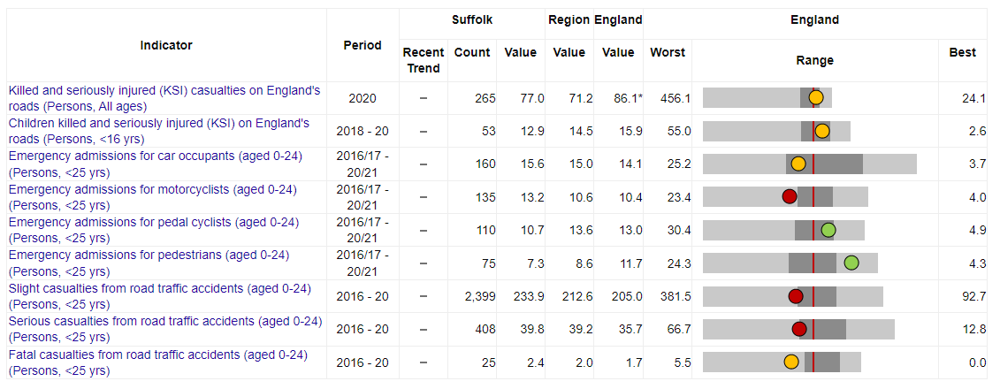 Indicator Period Suffolk Region England England
Recent Trend Count Value Value Value Worst Range Best
Killed and seriously injured (KSI) casualties on England's
roads (Persons, All ages) 2020 – 265 77.0 71.2 86.1* 456.1 24.1
Children killed and seriously injured (KSI) on England's
roads (Persons, <16 yrs) 2018 - 20 – 53 12.9 14.5 15.9 55.0 2.6
Emergency admissions for car occupants (aged 0-24)
(Persons, <25 yrs) 2016/17 - 20/21 – 160 15.6 15.0 14.1 25.2 3.7
Emergency admissions for motorcyclists (aged 0-24)
(Persons, <25 yrs) 2016/17 - 20/21 – 135 13.2 10.6 10.4 23.4 4.0
Emergency admissions for pedal cyclists (aged 0-24)
(Persons, <25 yrs) 2016/17 - 20/21 – 110 10.7 13.6 13.0 30.4 4.9
Emergency admissions for pedestrians (aged 0-24)
(Persons, <25 yrs) 2016/17 - 20/21 – 75 7.3 8.6 11.7 24.3 4.3
Slight casualties from road traffic accidents (aged 0-24)
(Persons, <25 yrs) 2016 - 20 – 2,399 233.9 212.6 205.0 381.5 92.7
Serious casualties from road traffic accidents (aged 0-24)
(Persons, <25 yrs) 2016 - 20 – 408 39.8 39.2 35.7 66.7 12.8
Fatal casualties from road traffic accidents (aged 0-24)
(Persons, <25 yrs) 2016 - 20 – 25 2.4 2.0 1.7 5.5 0.0